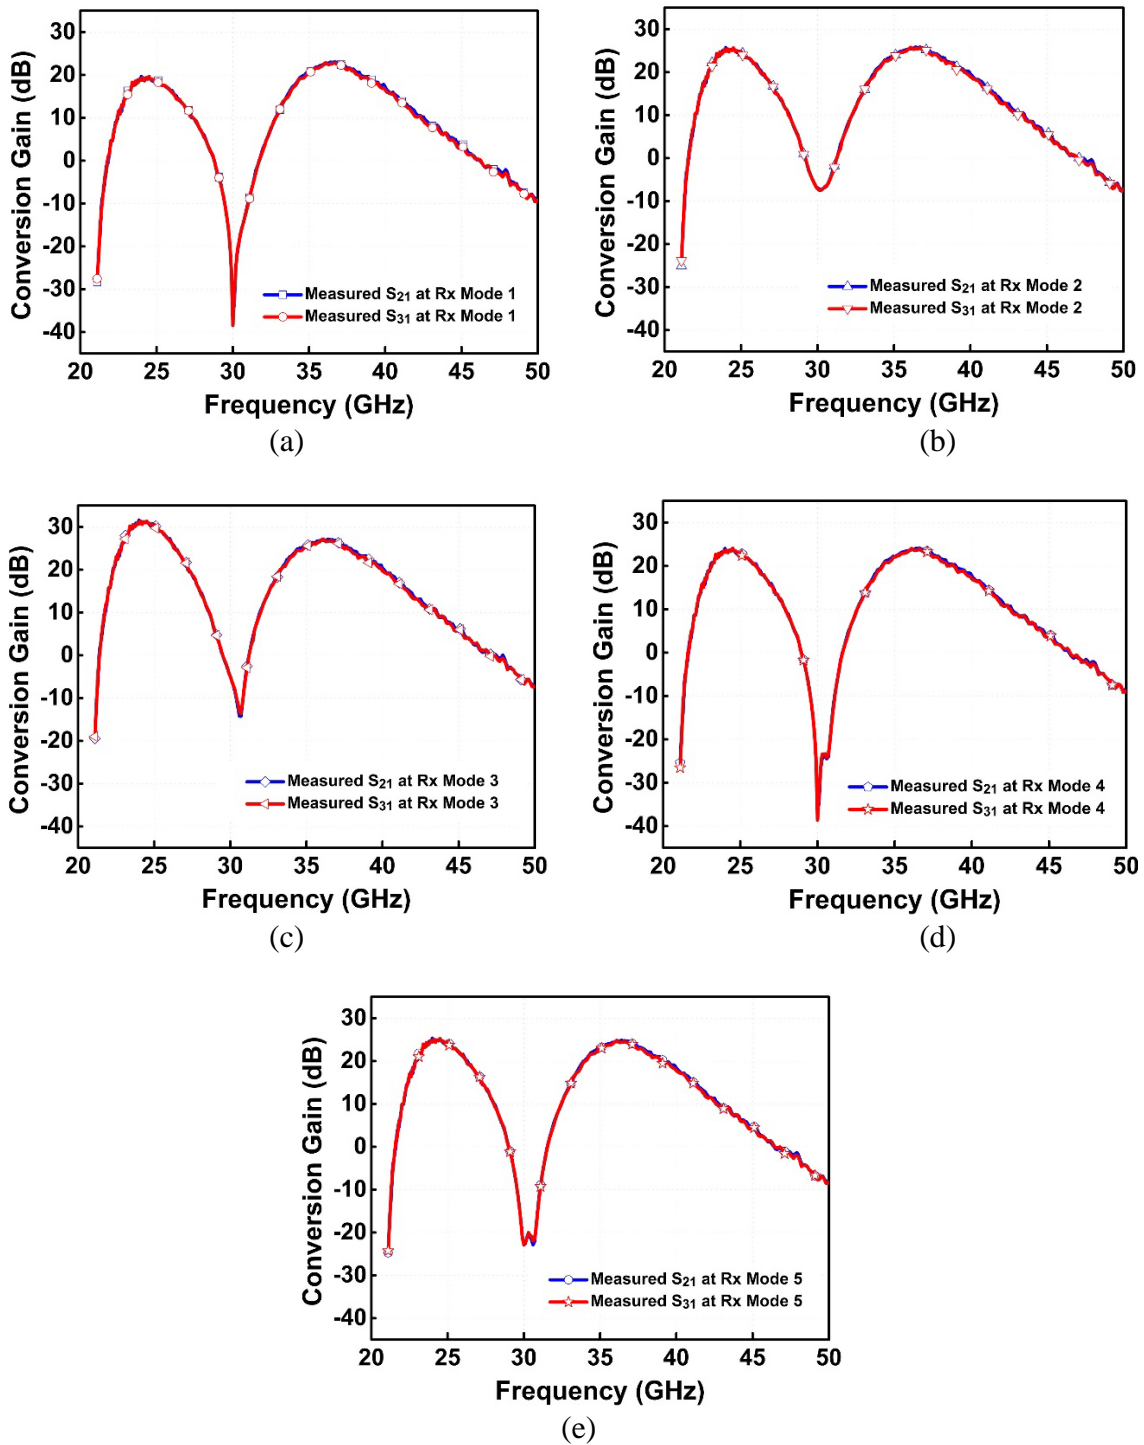 Conversion Gain (dB)
30
20
10
0
-10
-20
-30
-40
Measured S21 at Rx Mode 1
Measured S31 at Rx Mode 1
20 25 30 35 40 45 50
Frequency (GHz)
(a)
Conversion Gain (dB)
30
20
10
0
-10
-20
-30
-40
Measured S21 at Rx Mode 2
Measured S31 at Rx Mode 2
20 25 30 35 40 45 50
Frequency (GHz)
(b)
Conversion Gain (dB)
30
20
10
0
-10
-20
-30
-40
Measured S21 at Rx Mode 3
Measured S31 at Rx Mode 3
20 25 30 35 40 45 50
Frequency (GHz)
(c)
Conversion Gain (dB)
30
20
10
0
-10
-20
-30
-40
Measured S21 at Rx Mode 4
Measured S31 at Rx Mode 4
20 25 30 35 40 45 50
Frequency (GHz)
(d)
Conversion Gain (dB)
30
20
10
0
-10
-20
-30
-40
Measured S21 at Rx Mode 5
Measured S31 at Rx Mode 5
20 25 30 35 40 45 50
Frequency (GHz)
(e)